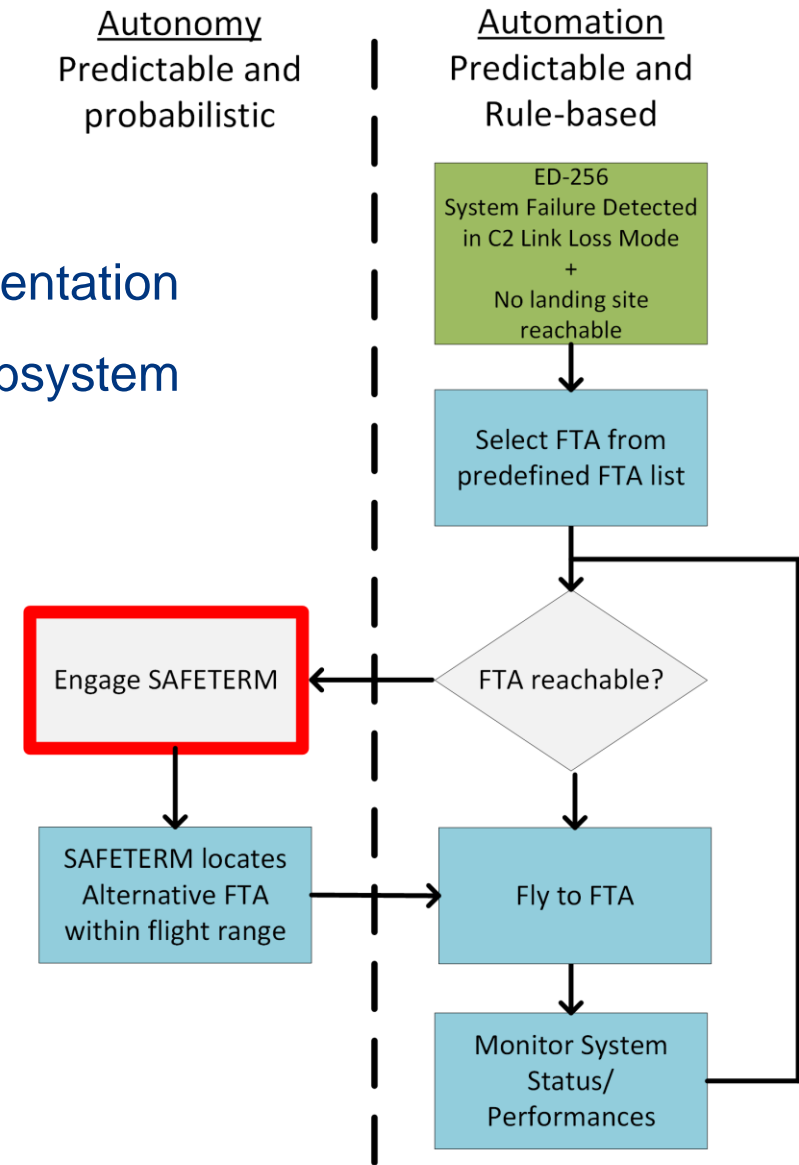 Autonomy
Predictable and
probabilistic
Automation
Predictable and
Rule-based
ED-256
System Failure Detected
in C2 Link Loss Mode
+
No landing site
reachable
entation
Select FTA from
predefined FTA list
Engage SAFETERM
FTA reachable?
SAFETERM locates
Alternative FTA
within flight range
Fly to FTA
Monitor System
Status/
Performances